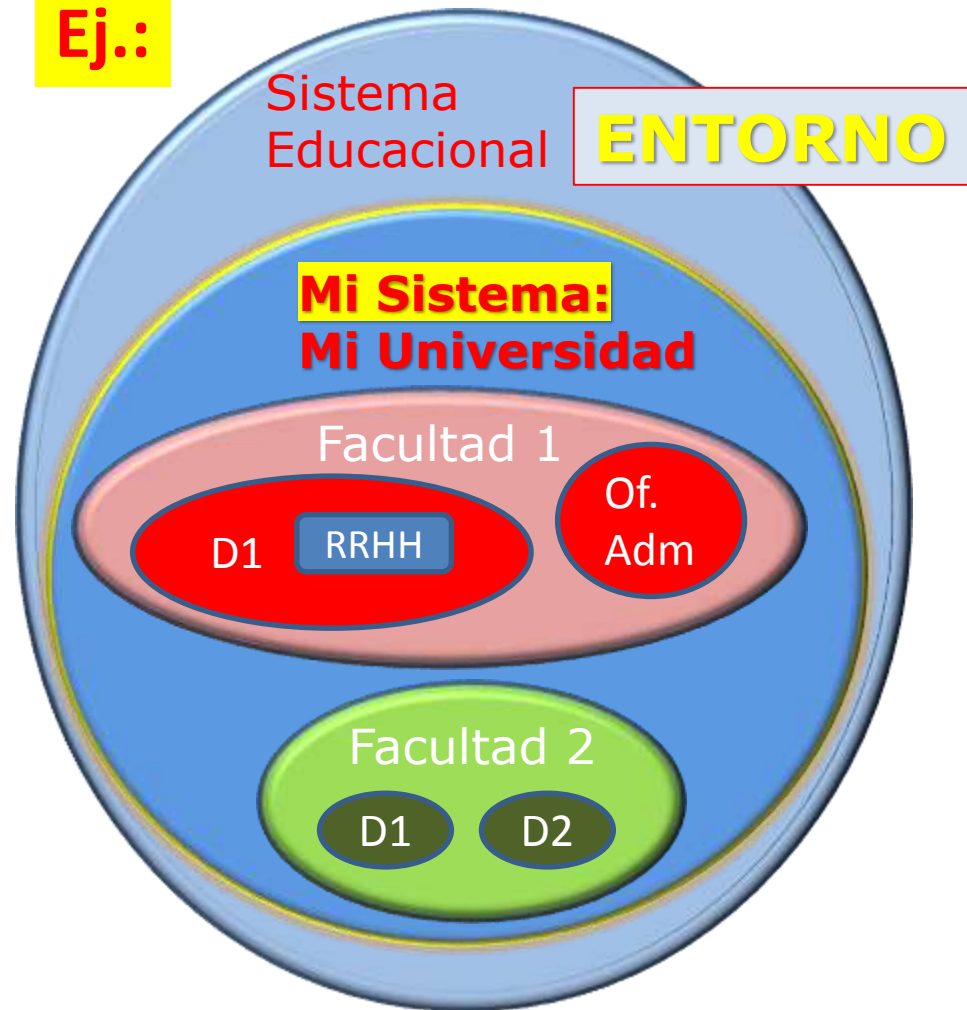 Ej.:
Sistema
Educacional
ENTORNO
Mi Sistema:
Mi Universidad
Facultad 1
D1
RRHH
Of.
Adm
Facultad 2
D1
D2